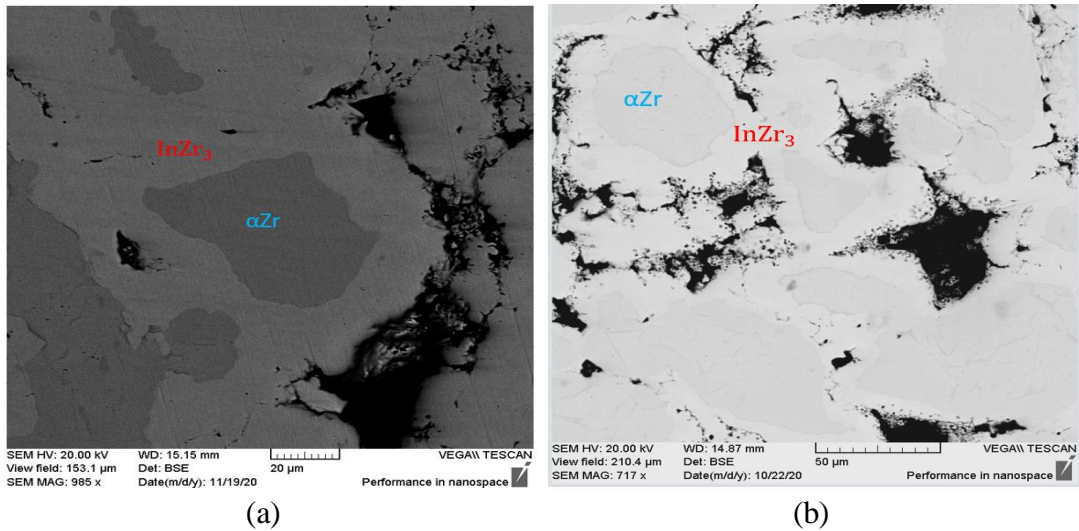 (a)
(b)
αZr
InZr₃
αZr
αZr
InZr₃
SEM HV: 20.00 kV WD: 15.15 mm VEGA\\ TESCAN
View field: 153.1 µm Det: BSE 20 µm
SEM MAG: 985 x Date(m/d/y): 11/19/20 Performance in nanospace
SEM HV: 20.00 kV WD: 14.87 mm VEGA\\ TESCAN
View field: 210.4 µm Det: BSE 50 µm
SEM MAG: 717 x Date(m/d/y): 10/22/20 Performance in nanospace
(a)
(b)